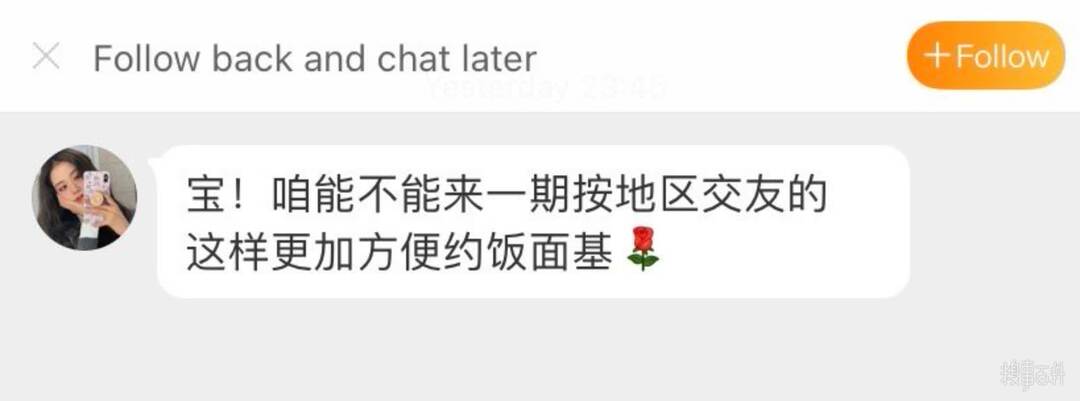 Follow back and chat later
+Follow
Yesterday 23:45
宝！咱能不能来一期按地区交友的
这样更加方便约饭面基🌹